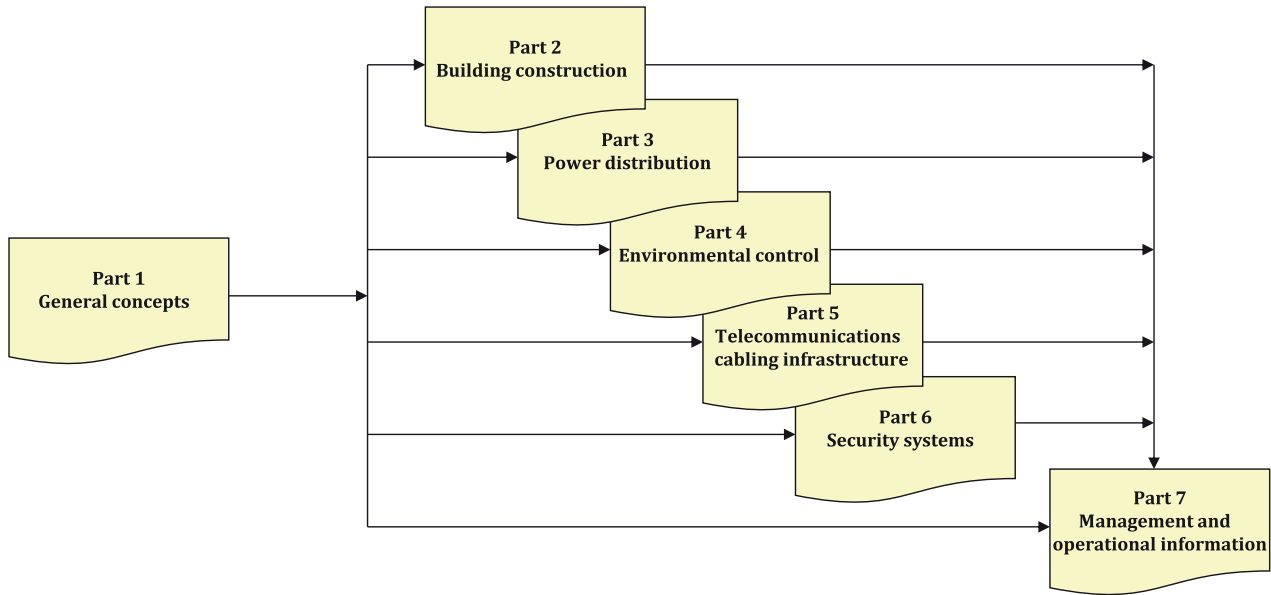 Part 2
Building construction
Part 3
Power distribution
Part 4
Environmental control
Part 1
General concepts
Part 5
Telecommunications
cabling infrastructure
Part 6
Security systems
Part 7
Management and
operational information